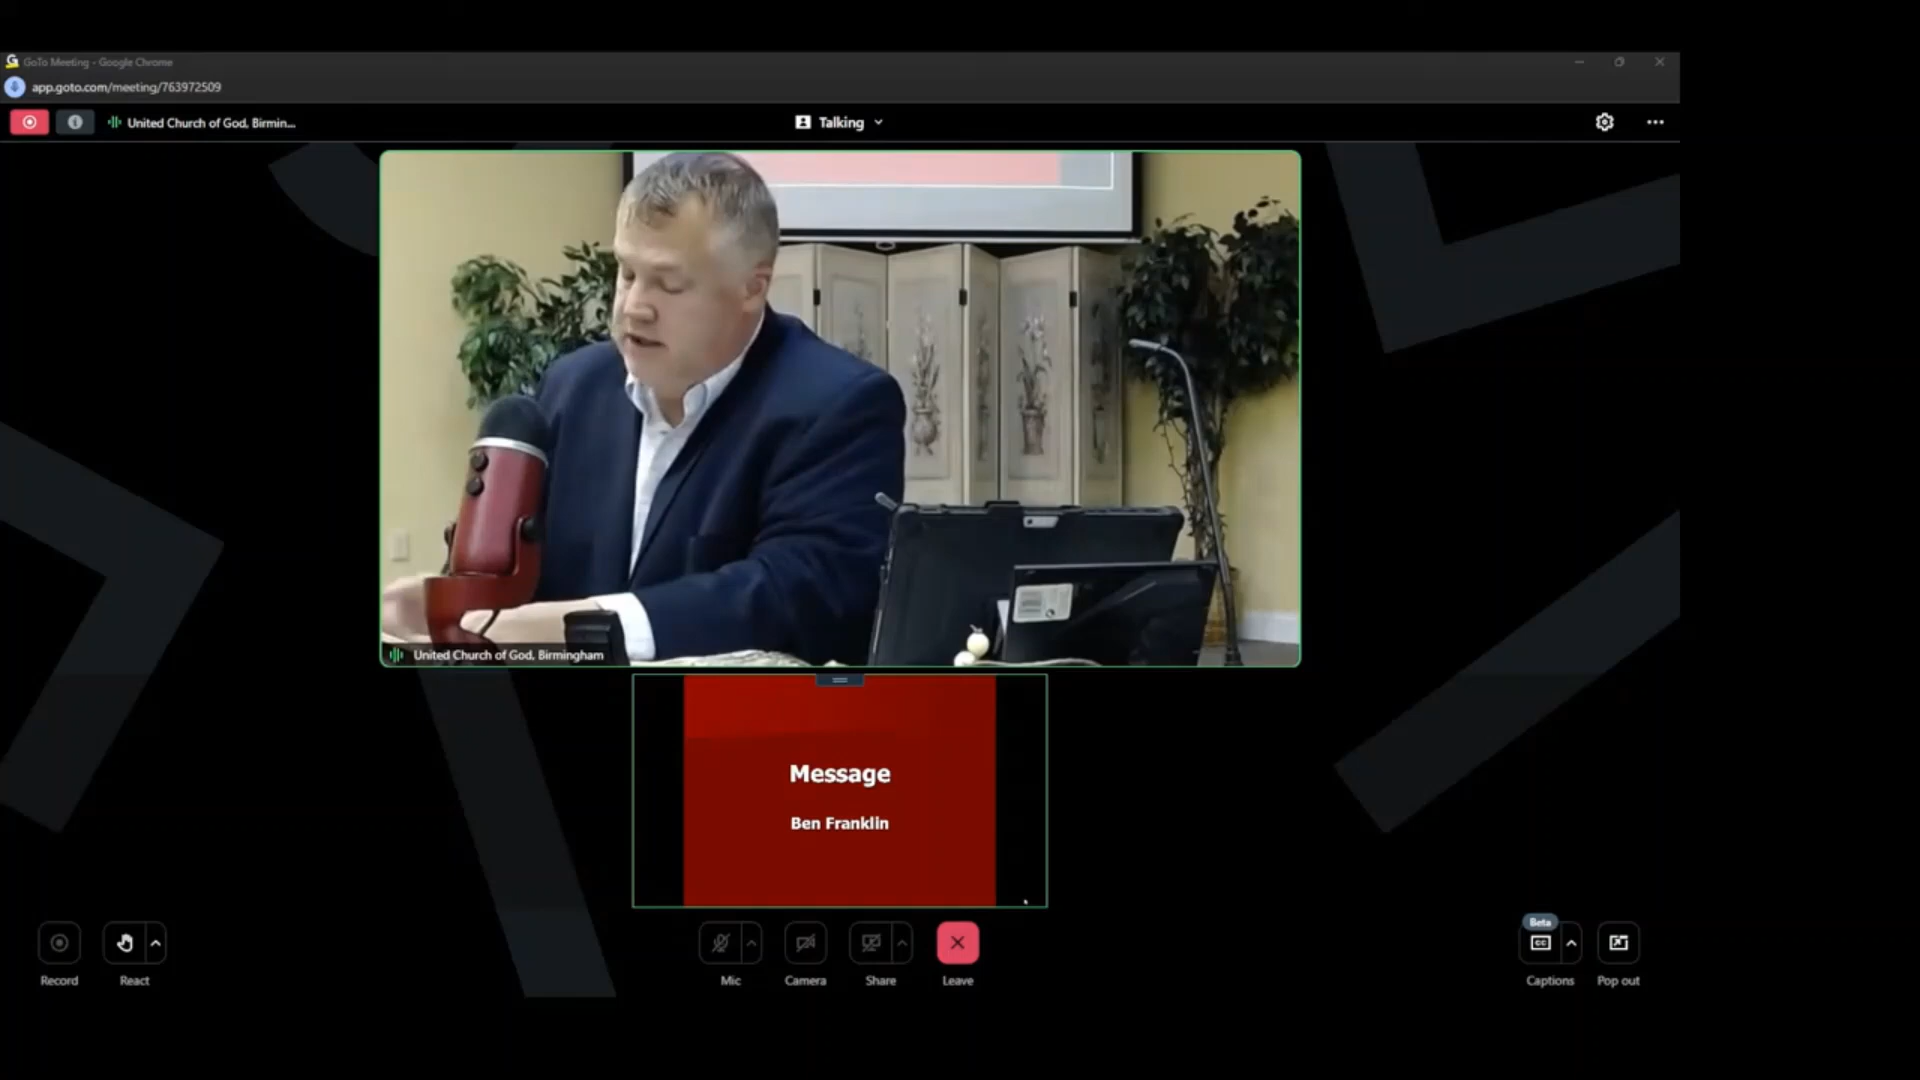 GoTo Meeting - Google Chrome
app.goto.com/meeting/763972509
United Church of God, Birmin...
Talking
United Church of God, Birmingham
Message
Ben Franklin
Beta
CC
Record
React
Mic
Camera
Share
Leave
Captions
Pop out